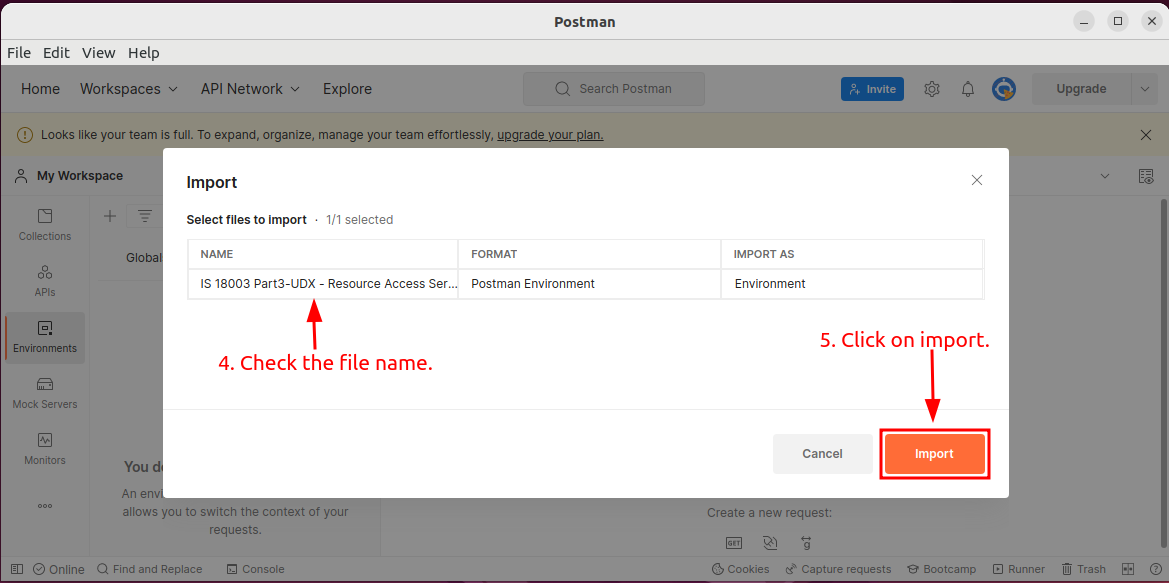 Postman
File Edit View Help
Home Workspaces API Network Explore Search Postman Invite Upgrade
Looks like your team is full. To expand, organize, manage your team effortlessly, upgrade your plan.
My Workspace
Import
Select files to import · 1/1 selected
NAME FORMAT IMPORT AS
IS 18003 Part3-UDX - Resource Access Ser... Postman Environment Environment
4. Check the file name.
5. Click on import.
Cancel Import
Collections
APIs
Environments
Mock Servers
Monitors
Global
You d
An envi
allows you to switch the context of your
requests.
Create a new request:
GET
Online Find and Replace Console Cookies Capture requests Bootcamp Runner Trash